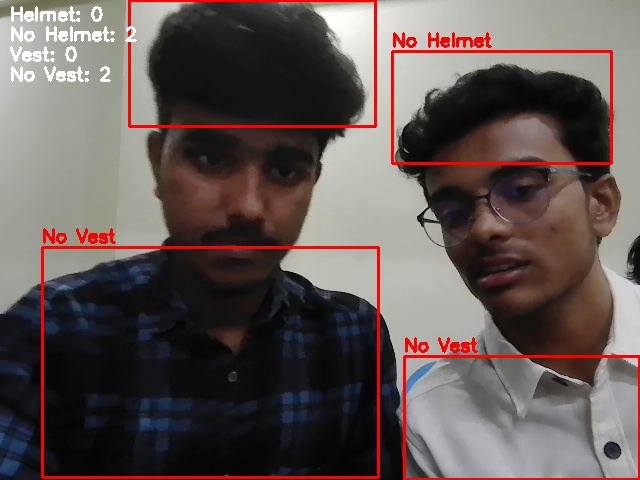 Helmet: 0
No Helmet: 2
Vest: 0
No Vest: 2
No Helmet
No Vest
No Vest